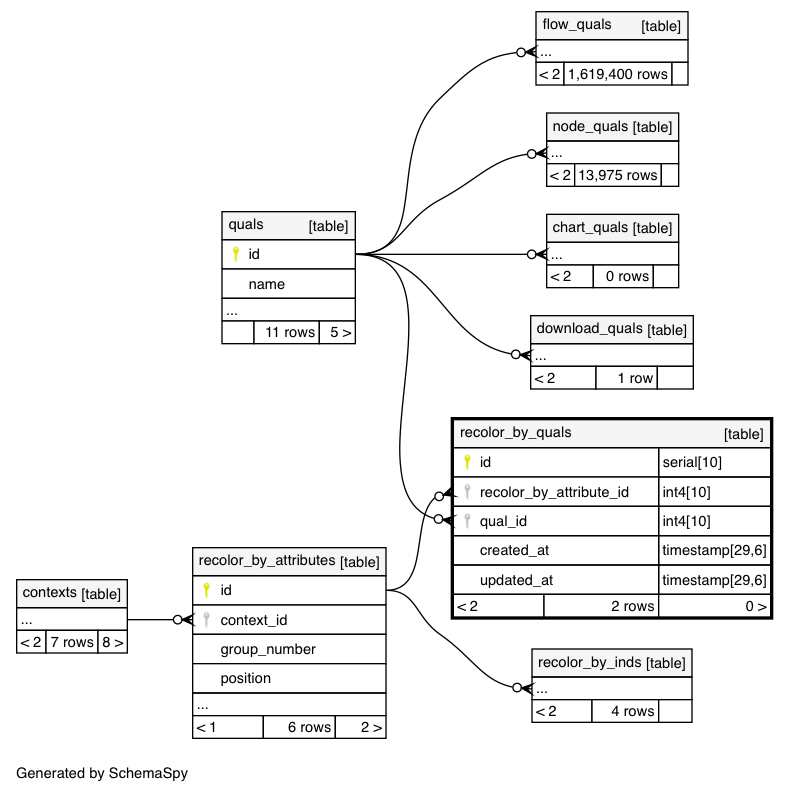 flow_quals [table]
...
< 2 1,619,400 rows
node_quals [table]
...
< 2 13,975 rows
quals [table]
id
name
...
11 rows 5 >
chart_quals [table]
...
< 2 0 rows
download_quals [table]
...
< 2 1 row
recolor_by_quals [table]
id serial[10]
recolor_by_attribute_id int4[10]
qual_id int4[10]
created_at timestamp[29,6]
updated_at timestamp[29,6]
< 2 2 rows 0 >
recolor_by_attributes [table]
id
context_id
group_number
position
...
< 1 6 rows 2 >
contexts [table]
...
< 2 7 rows 8 >
recolor_by_inds [table]
...
< 2 4 rows
Generated by SchemaSpy